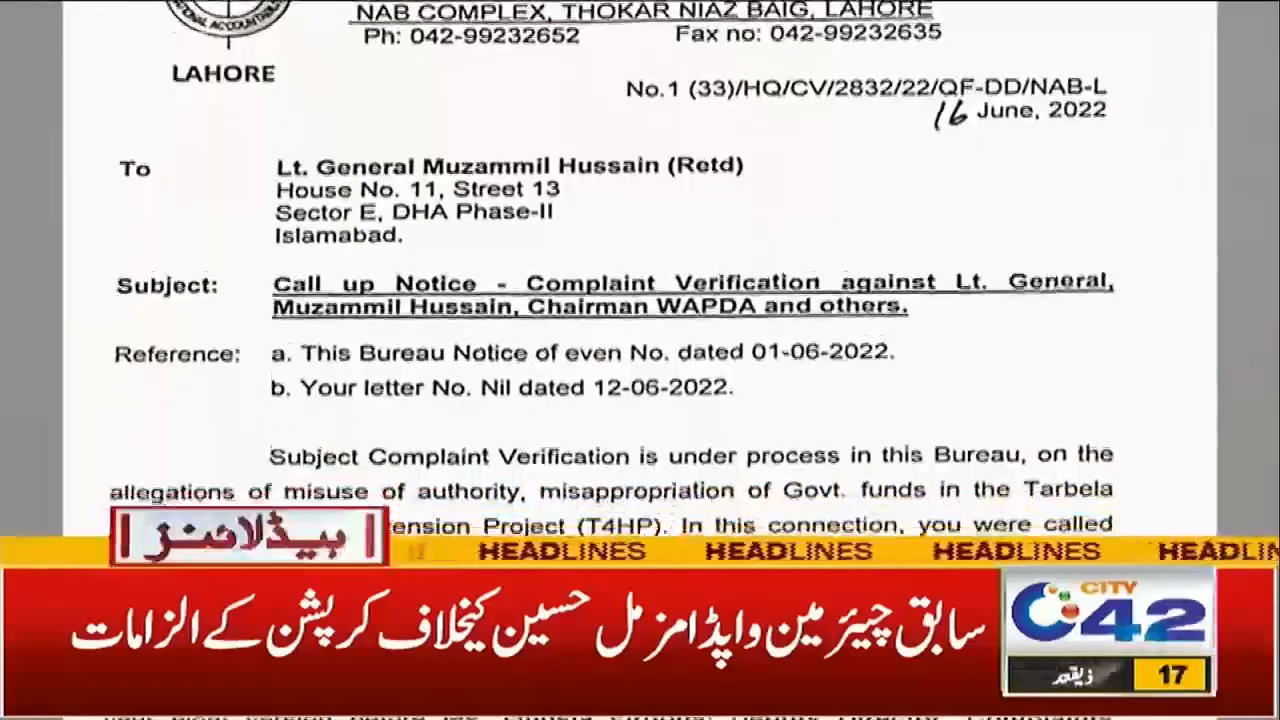 NAB COMPLEX, THOKAR NIAZ BAIG, LAHORE
Ph: 042-99232652 Fax no: 042-99232635
LAHORE
No.1 (33)/HQ/CV/2832/22/QF-DD/NAB-L
16 June, 2022
To Lt. General Muzammil Hussain (Retd)
House No. 11, Street 13
Sector E, DHA Phase-II
Islamabad.
Subject: Call up Notice - Complaint Verification against Lt. General,
Muzammil Hussain, Chairman WAPDA and others.
Reference: a. This Bureau Notice of even No. dated 01-06-2022.
b. Your letter No. Nil dated 12-06-2022.
Subject Complaint Verification is under process in this Bureau, on the
allegations of misuse of authority, misappropriation of Govt. funds in the Tarbela
ension Project (T4HP). In this connection, you were called
ہیڈلائنز
HEADLINES HEADLINES HEADLINES HEADLIN
سابق چیئرمین واپڈا مزمل حسین کیخلاف کرپشن کے الزامات
CITY
42
17 ذیقعد